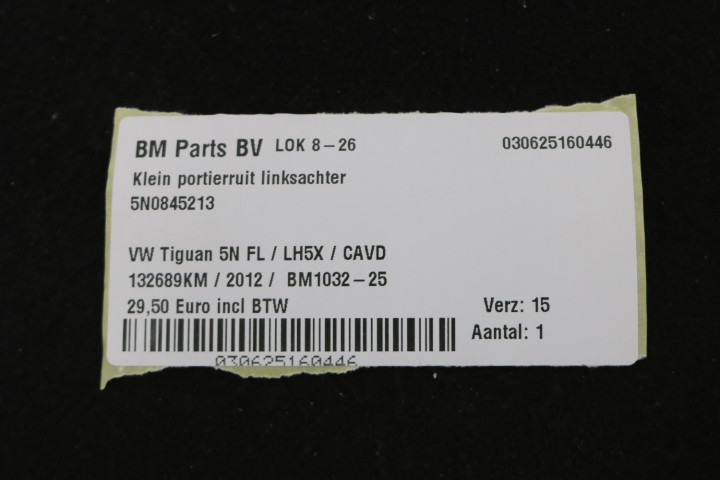 BM Parts BV LOK 8-26 030625160446
Klein portierruit linksachter
5N0845213
VW Tiguan 5N FL / LH5X / CAVD
132689KM / 2012 / BM1032-25
29,50 Euro incl BTW Verz: 15
Aantal: 1
030625160446